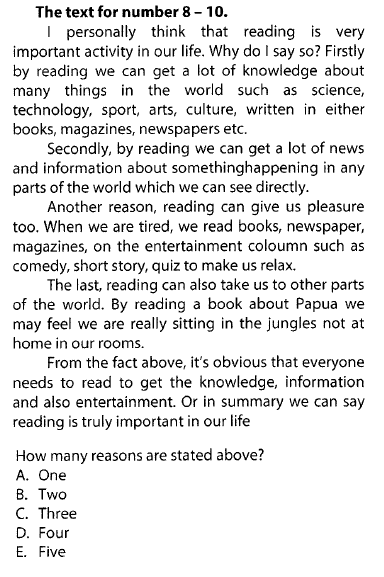 The text for number 8 – 10.
I personally think that reading is very
important activity in our life. Why do I say so? Firstly
by reading we can get a lot of knowledge about
many things in the world such as science,
technology, sport, arts, culture, written in either
books, magazines, newspapers etc.
Secondly, by reading we can get a lot of news
and information about somethinghappening in any
parts of the world which we can see directly.
Another reason, reading can give us pleasure
too. When we are tired, we read books, newspaper,
magazines, on the entertainment coloumn such as
comedy, short story, quiz to make us relax.
The last, reading can also take us to other parts
of the world. By reading a book about Papua we
may feel we are really sitting in the jungles not at
home in our rooms.
From the fact above, it's obvious that everyone
needs to read to get the knowledge, information
and also entertainment. Or in summary we can say
reading is truly important in our life
How many reasons are stated above?
A. One
B. Two
C. Three
D. Four
E. Five